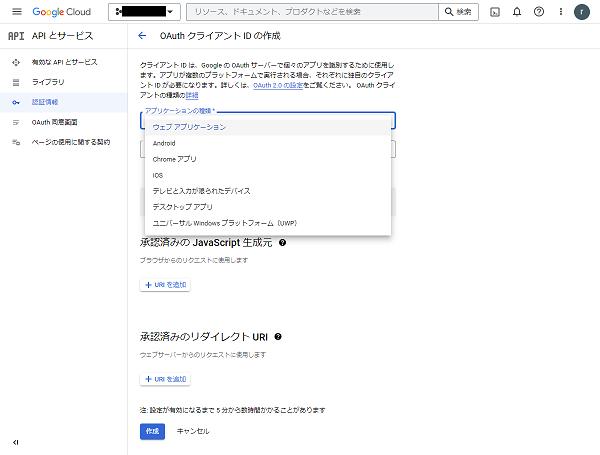 Google Cloud
リソース、ドキュメント、プロダクトなどを検索
検索
r
API API とサービス
OAuth クライアント ID の作成
有効な API とサービス
ライブラリ
認証情報
OAuth 同意画面
ページの使用に関する契約
クライアント ID は、Google の OAuth サーバーで個々のアプリを識別するために使用し
ます。アプリが複数のプラットフォームで実行される場合、それぞれに独自のクライアン
ト ID が必要になります。詳しくは、OAuth 2.0 の設定をご覧ください。 OAuth クライ
アントの種類の詳細
アプリケーションの種類 *
ウェブ アプリケーション
Android
Chrome アプリ
iOS
テレビと入力が限られたデバイス
デスクトップ アプリ
ユニバーサル Windows プラットフォーム（UWP）
承認済みの JavaScript 生成元
ブラウザからのリクエストに使用します
+ URI を追加
承認済みのリダイレクト URI
ウェブサーバーからのリクエストに使用します
+ URI を追加
注: 設定が有効になるまで 5 分から数時間かかることがあります
作成
キャンセル